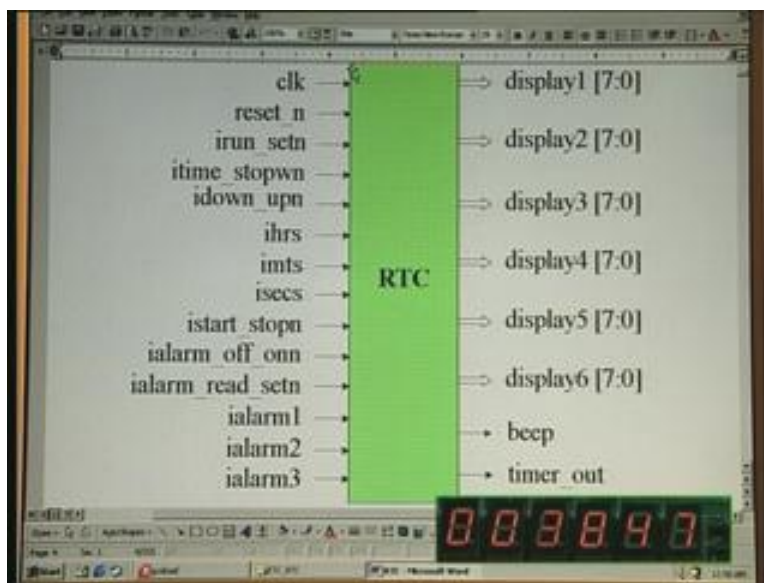 clk
reset_n
irun_setn
itime_stopwn
idown_upn
ihrs
imts
isecs
istart_stopn
ialarm_off_onn
ialarm_read_setn
ialarm1
ialarm2
ialarm3
RTC
display1 [7:0]
display2 [7:0]
display3 [7:0]
display4 [7:0]
display5 [7:0]
display6 [7:0]
beep
timer_out
003847